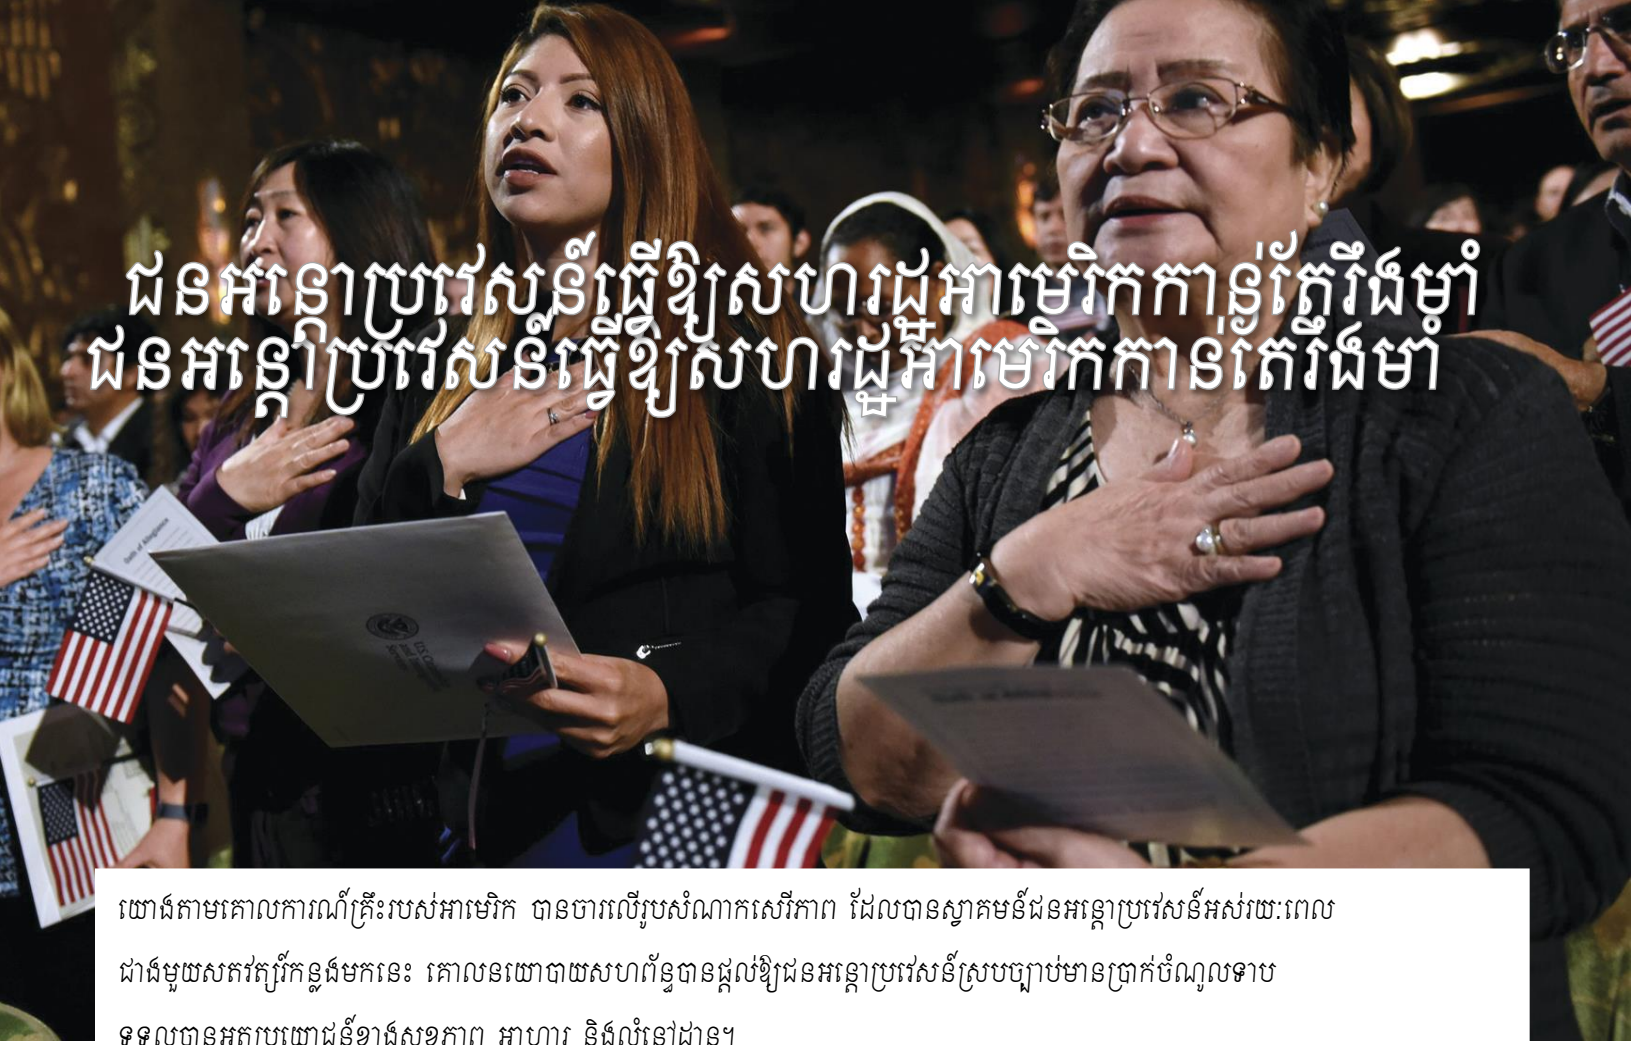 ជនអន្តោប្រវេសន៍ធ្វើឱ្យសហរដ្ឋអាមេរិកកាន់តែរឹងមាំ
ជនអន្តោប្រវេសន៍ធ្វើឱ្យសហរដ្ឋអាមេរិកកាន់តែរឹងមាំ
Oath of Allegiance
យោងតាមគោលការណ៍គ្រឹះរបស់អាមេរិក បានចារលើរូបសំណាកសេរីភាព ដែលបានស្វាគមន៍ជនអន្តោប្រវេសន៍អស់រយៈពេល
ជាងមួយសតវត្សរ៍កន្លងមកនេះ គោលនយោបាយសហព័ន្ធបានផ្តល់ឱ្យជនអន្តោប្រវេសន៍ស្របច្បាប់មានប្រាក់ចំណូលទាប
ទទួលបានអត្ថប្រយោជន៍ខាងសុខភាព អាហារ និងលំនៅដ្ឋាន។